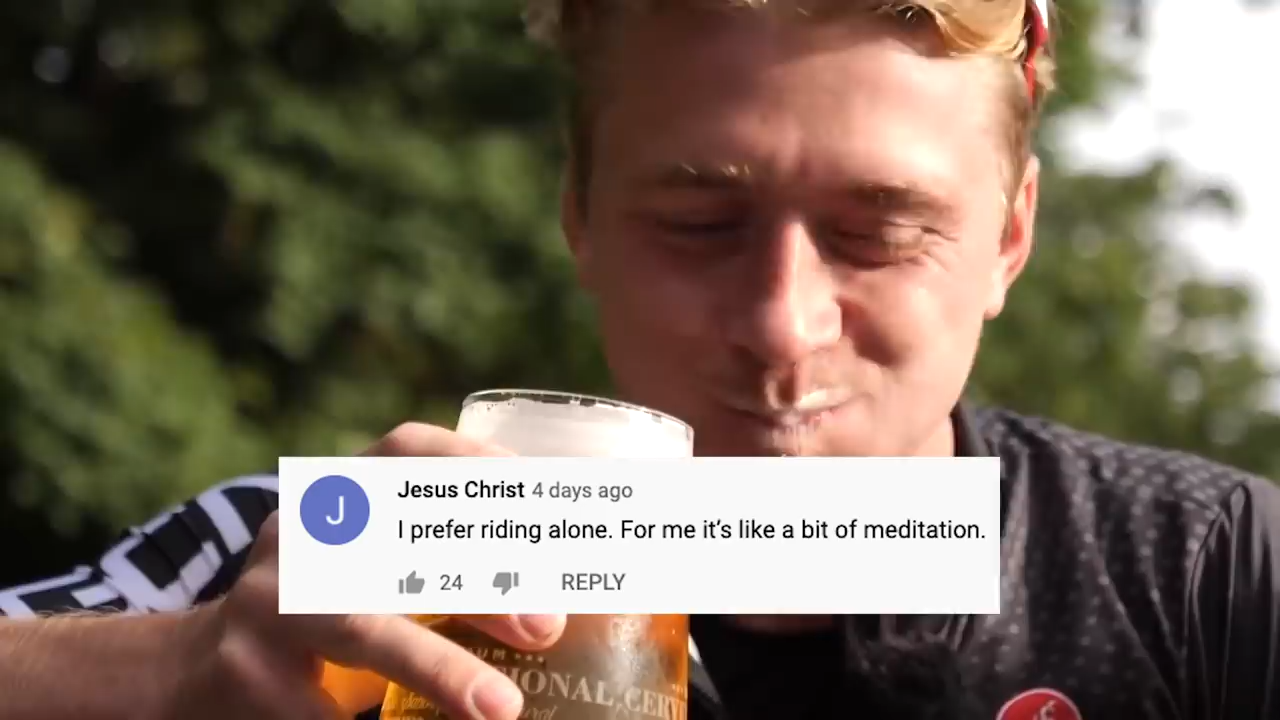 J
Jesus Christ 4 days ago
I prefer riding alone. For me it‘s like a bit of meditation.
24 REPLY